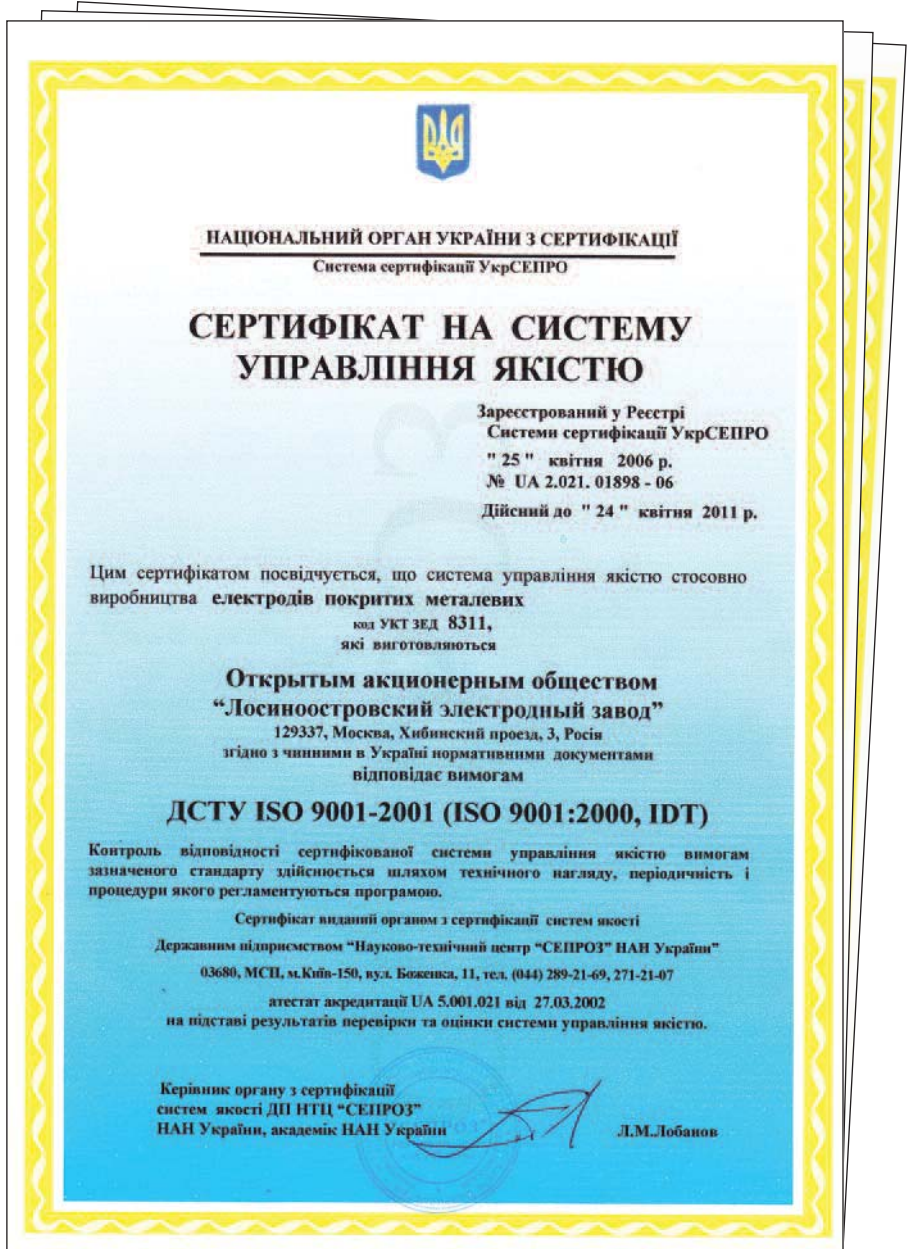 НАЦІОНАЛЬНИЙ ОРГАН УКРАЇНИ З СЕРТИФІКАЦІЇ
Система сертифікації УкрСЕПРО
СЕРТИФІКАТ НА СИСТЕМУ
УПРАВЛІННЯ ЯКІСТЮ
Зареєстрований у Реєстрі
Системи сертифікації УкрСЕПРО
" 25 " квітня 2006 р.
№ UA 2.021. 01898 - 06
Дійсний до " 24 " квітня 2011 р.
Цим сертифікатом посвідчується, що система управління якістю стосовно
виробництва електродів покритих металевих
код УКТ ЗЕД 8311,
які виготовляються
Открытым акционерным обществом
“Лосиноостровский электродный завод”
129337, Москва, Хибинский проезд, 3, Росія
згідно з чинними в Україні нормативними документами
відповідає вимогам
ДСТУ ISO 9001-2001 (ISO 9001:2000, IDT)
Контроль відповідності сертифікованої системи управління якістю вимогам
зазначеного стандарту здійснюється шляхом технічного нагляду, періодичність і
процедури якого регламентуються програмою.
Сертифікат виданий органом з сертифікації систем якості
Державним підприємством “Науково-технічний центр “СЕПРОЗ” НАН України”
03680, МСП, м.Київ-150, вул. Боженка, 11, тел. (044) 289-21-69, 271-21-07
атестат акредитації UA 5.001.021 від 27.03.2002
на підставі результатів перевірки та оцінки системи управління якістю.
Керівник органу з сертифікації
систем якості ДП НТЦ “СЕПРОЗ”
НАН України, академік НАН України
Л.М.Лобанов